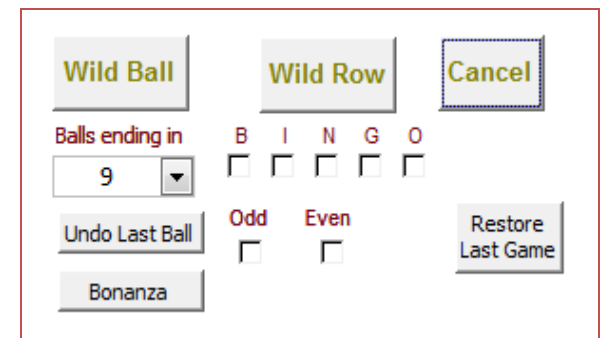 Wild Ball Wild Row Cancel
Balls ending in B I N G O
9
Undo Last Ball Odd Even Restore
Last Game
Bonanza